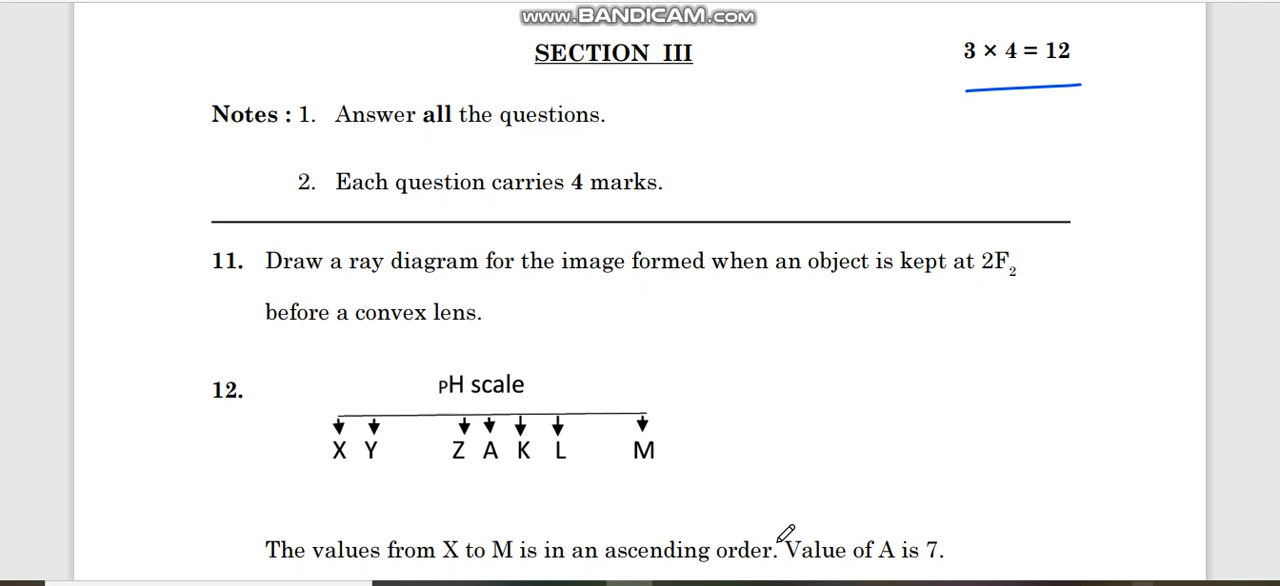 www.BANDICAM.com
SECTION III
3 × 4 = 12
Notes : 1. Answer all the questions.
2. Each question carries 4 marks.
11. Draw a ray diagram for the image formed when an object is kept at 2F₂
before a convex lens.
12.
PH scale
X Y Z A K L M
The values from X to M is in an ascending order. Value of A is 7.